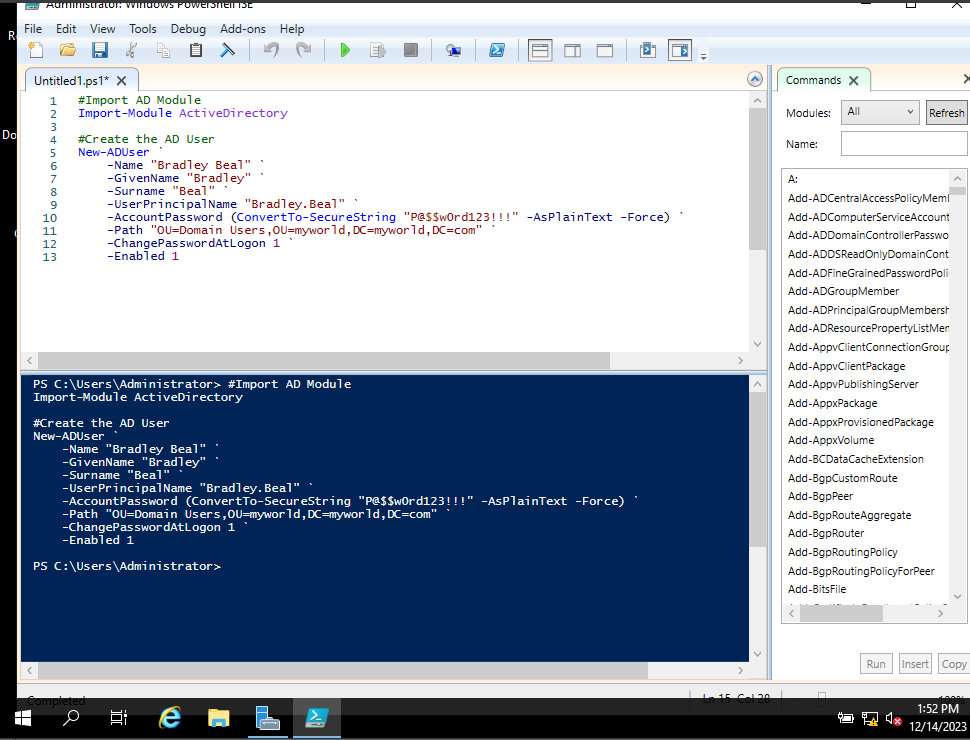 Administrator: Windows PowerShell ISE
File Edit View Tools Debug Add-ons Help
Untitled1.ps1* X
1 #Import AD Module
2 Import-Module ActiveDirectory
3
4 #Create the AD User
5 New-ADUser `
6 -Name "Bradley Beal" `
7 -GivenName "Bradley" `
8 -Surname "Beal" `
9 -UserPrincipalName "Bradley.Beal" `
10 -AccountPassword (ConvertTo-SecureString "P@$$w0rd123!!!" -AsPlainText -Force) `
11 -Path "OU=Domain Users,OU=myworld,DC=myworld,DC=com" `
12 -ChangePasswordAtLogon 1 `
13 -Enabled 1
PS C:\Users\Administrator> #Import AD Module
Import-Module ActiveDirectory
#Create the AD User
New-ADUser `
-Name "Bradley Beal" `
-GivenName "Bradley" `
-Surname "Beal" `
-UserPrincipalName "Bradley.Beal" `
-AccountPassword (ConvertTo-SecureString "P@$$w0rd123!!!" -AsPlainText -Force) `
-Path "OU=Domain Users,OU=myworld,DC=myworld,DC=com" `
-ChangePasswordAtLogon 1 `
-Enabled 1
PS C:\Users\Administrator>
Commands X
Modules: All Refresh
Name:
A:
Add-ADCentralAccessPolicyMem
Add-ADComputerServiceAccount
Add-ADDomainControllerPasswo
Add-ADDSReadOnlyDomainCont
Add-ADFineGrainedPasswordPoli
Add-ADGroupMember
Add-ADPrincipalGroupMembersh
Add-ADResourcePropertyListMem
Add-AppvClientConnectionGroup
Add-AppvClientPackage
Add-AppvPublishingServer
Add-AppxPackage
Add-AppxProvisionedPackage
Add-AppxVolume
Add-BCDataCacheExtension
Add-BgpCustomRoute
Add-BgpPeer
Add-BgpRouteAggregate
Add-BgpRouter
Add-BgpRoutingPolicy
Add-BgpRoutingPolicyForPeer
Add-BitsFile
Run Insert Copy
Completed
Ln 15 Col 28
100%
1:52 PM
12/14/2023
Do